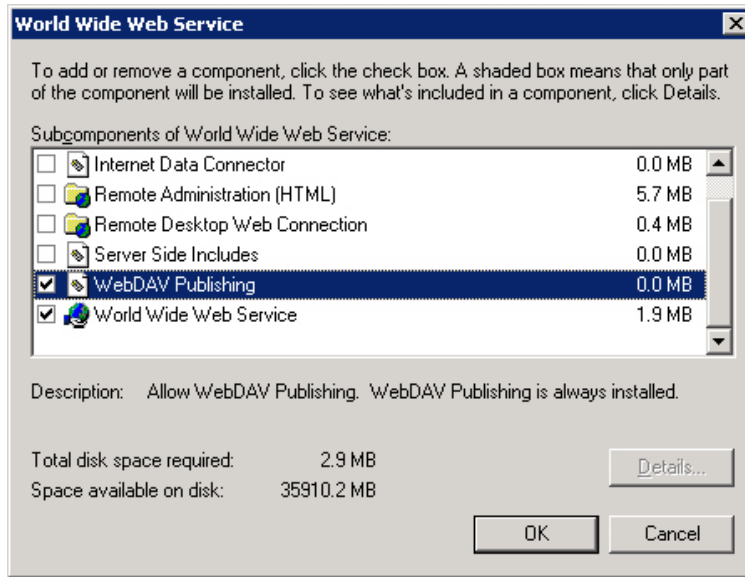 World Wide Web Service
To add or remove a component, click the check box. A shaded box means that only part
of the component will be installed. To see what's included in a component, click Details.
Subcomponents of World Wide Web Service:
Internet Data Connector 0.0 MB
Remote Administration (HTML) 5.7 MB
Remote Desktop Web Connection 0.4 MB
Server Side Includes 0.0 MB
WebDAV Publishing 0.0 MB
World Wide Web Service 1.9 MB
Description: Allow WebDAV Publishing. WebDAV Publishing is always installed.
Total disk space required: 2.9 MB
Details...
Space available on disk: 35910.2 MB
OK Cancel